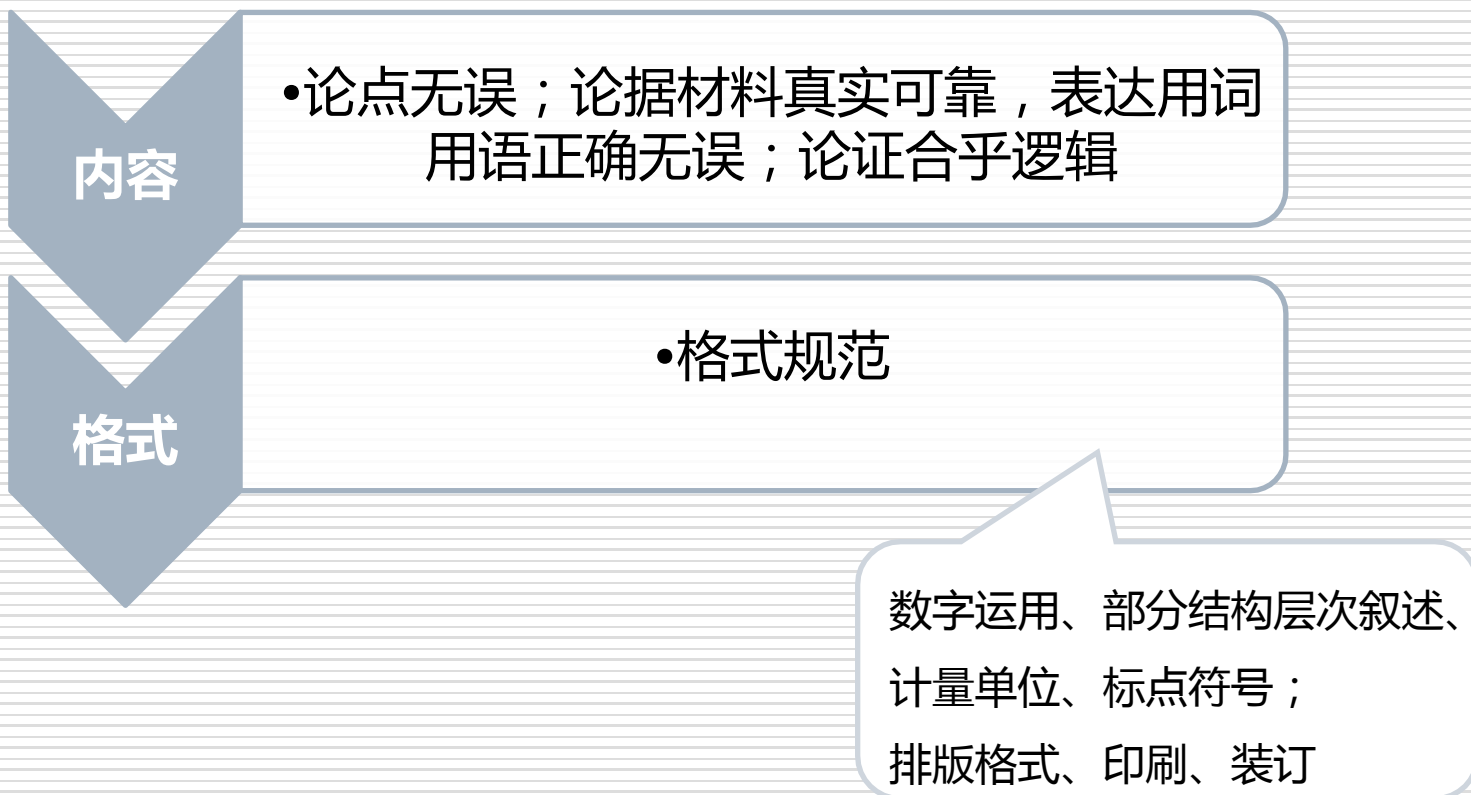 •论点无误；论据材料真实可靠，表达用词
用语正确无误；论证合乎逻辑
内容
•格式规范
格式
数字运用、部分结构层次叙述、
计量单位、标点符号；
排版格式、印刷、装订